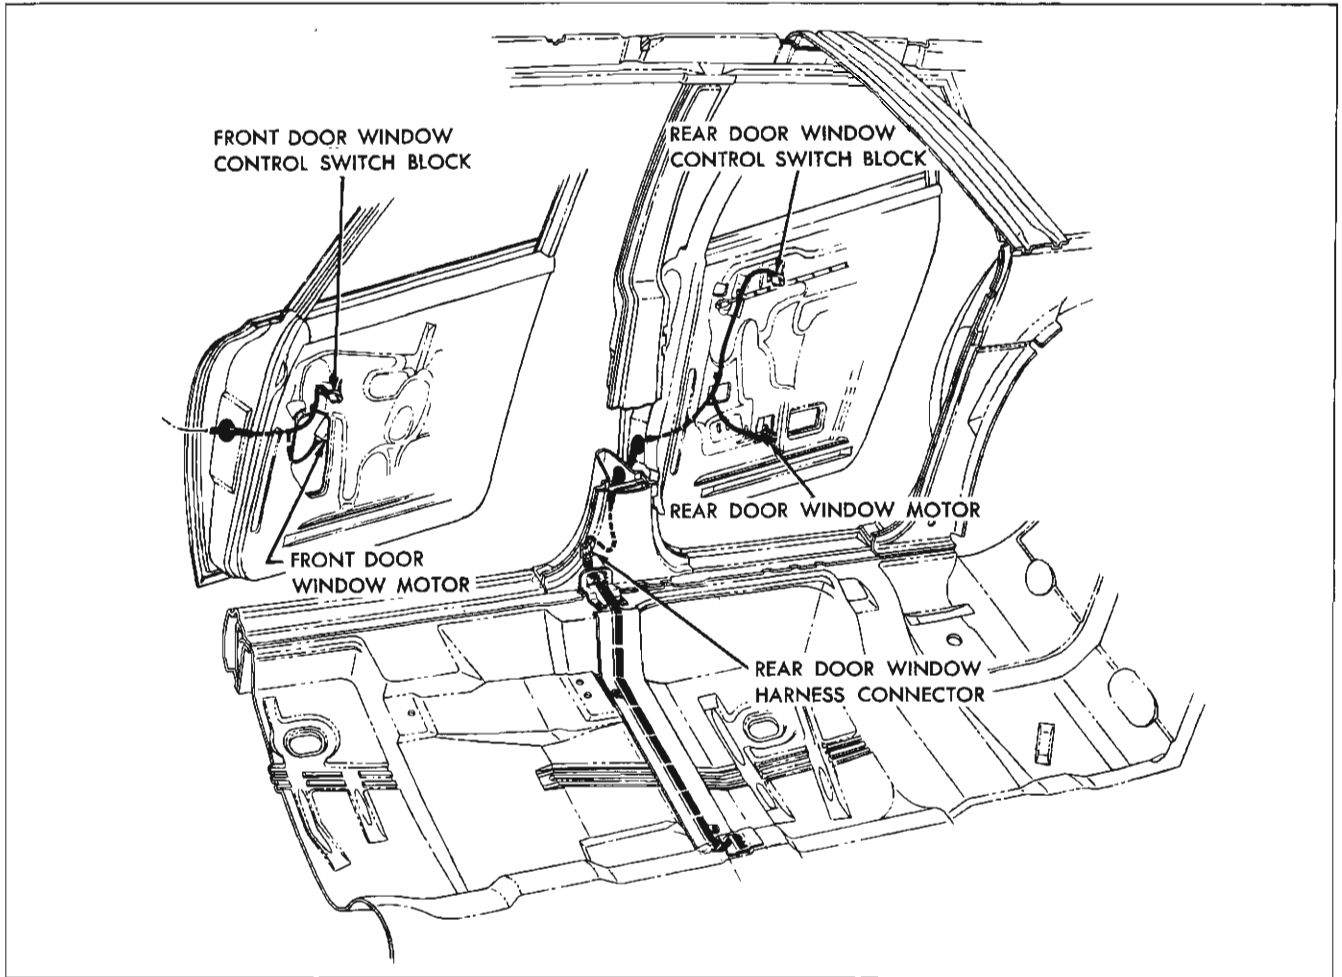 FRONT DOOR WINDOW
CONTROL SWITCH BLOCK
REAR DOOR WINDOW
CONTROL SWITCH BLOCK
REAR DOOR WINDOW MOTOR
FRONT DOOR
WINDOW MOTOR
REAR DOOR WINDOW
HARNESS CONNECTOR